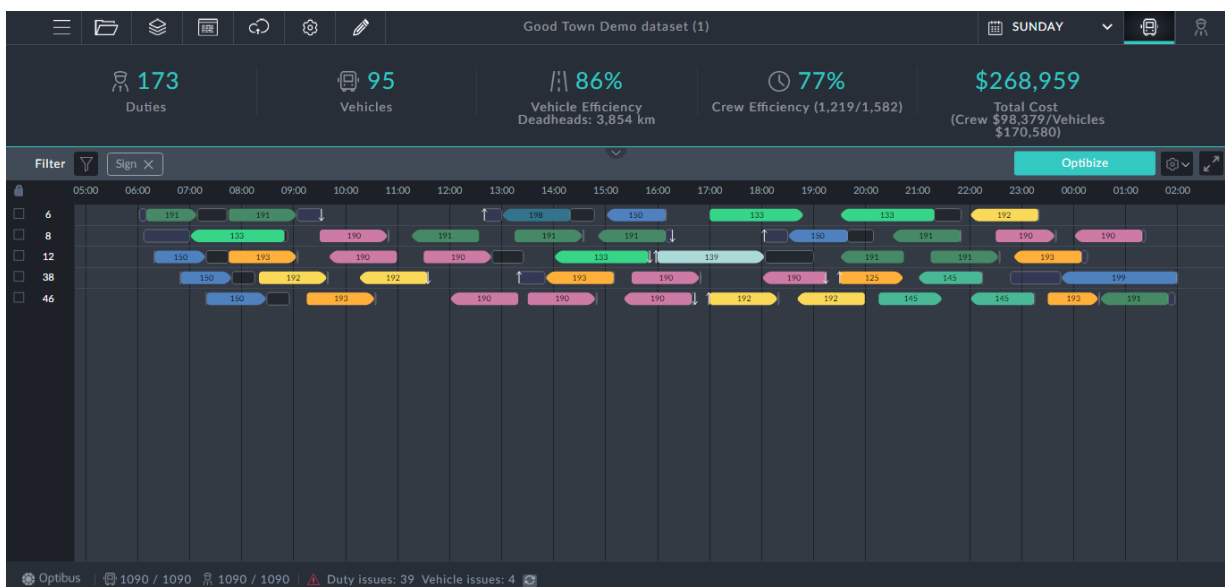 Good Town Demo dataset (1)
SUNDAY
173
Duties
95
Vehicles
86%
Vehicle Efficiency
Deadheads: 3,854 km
77%
Crew Efficiency (1,219/1,582)
$268,959
Total Cost
(Crew $98,379/Vehicles
$170,580)
Filter
Sign
Optibize
05:00 06:00 07:00 08:00 09:00 10:00 11:00 12:00 13:00 14:00 15:00 16:00 17:00 18:00 19:00 20:00 21:00 22:00 23:00 00:00 01:00 02:00
6 191 191 198 150 133 133 192
8 133 190 191 191 191 150 191 190 190
12 150 193 190 190 133 139 191 191 193
38 150 192 192 193 190 190 125 145 199
46 150 193 190 190 190 192 192 145 145 193 191
Optibus 1090 / 1090 1090 / 1090 Duty issues: 39 Vehicle issues: 4